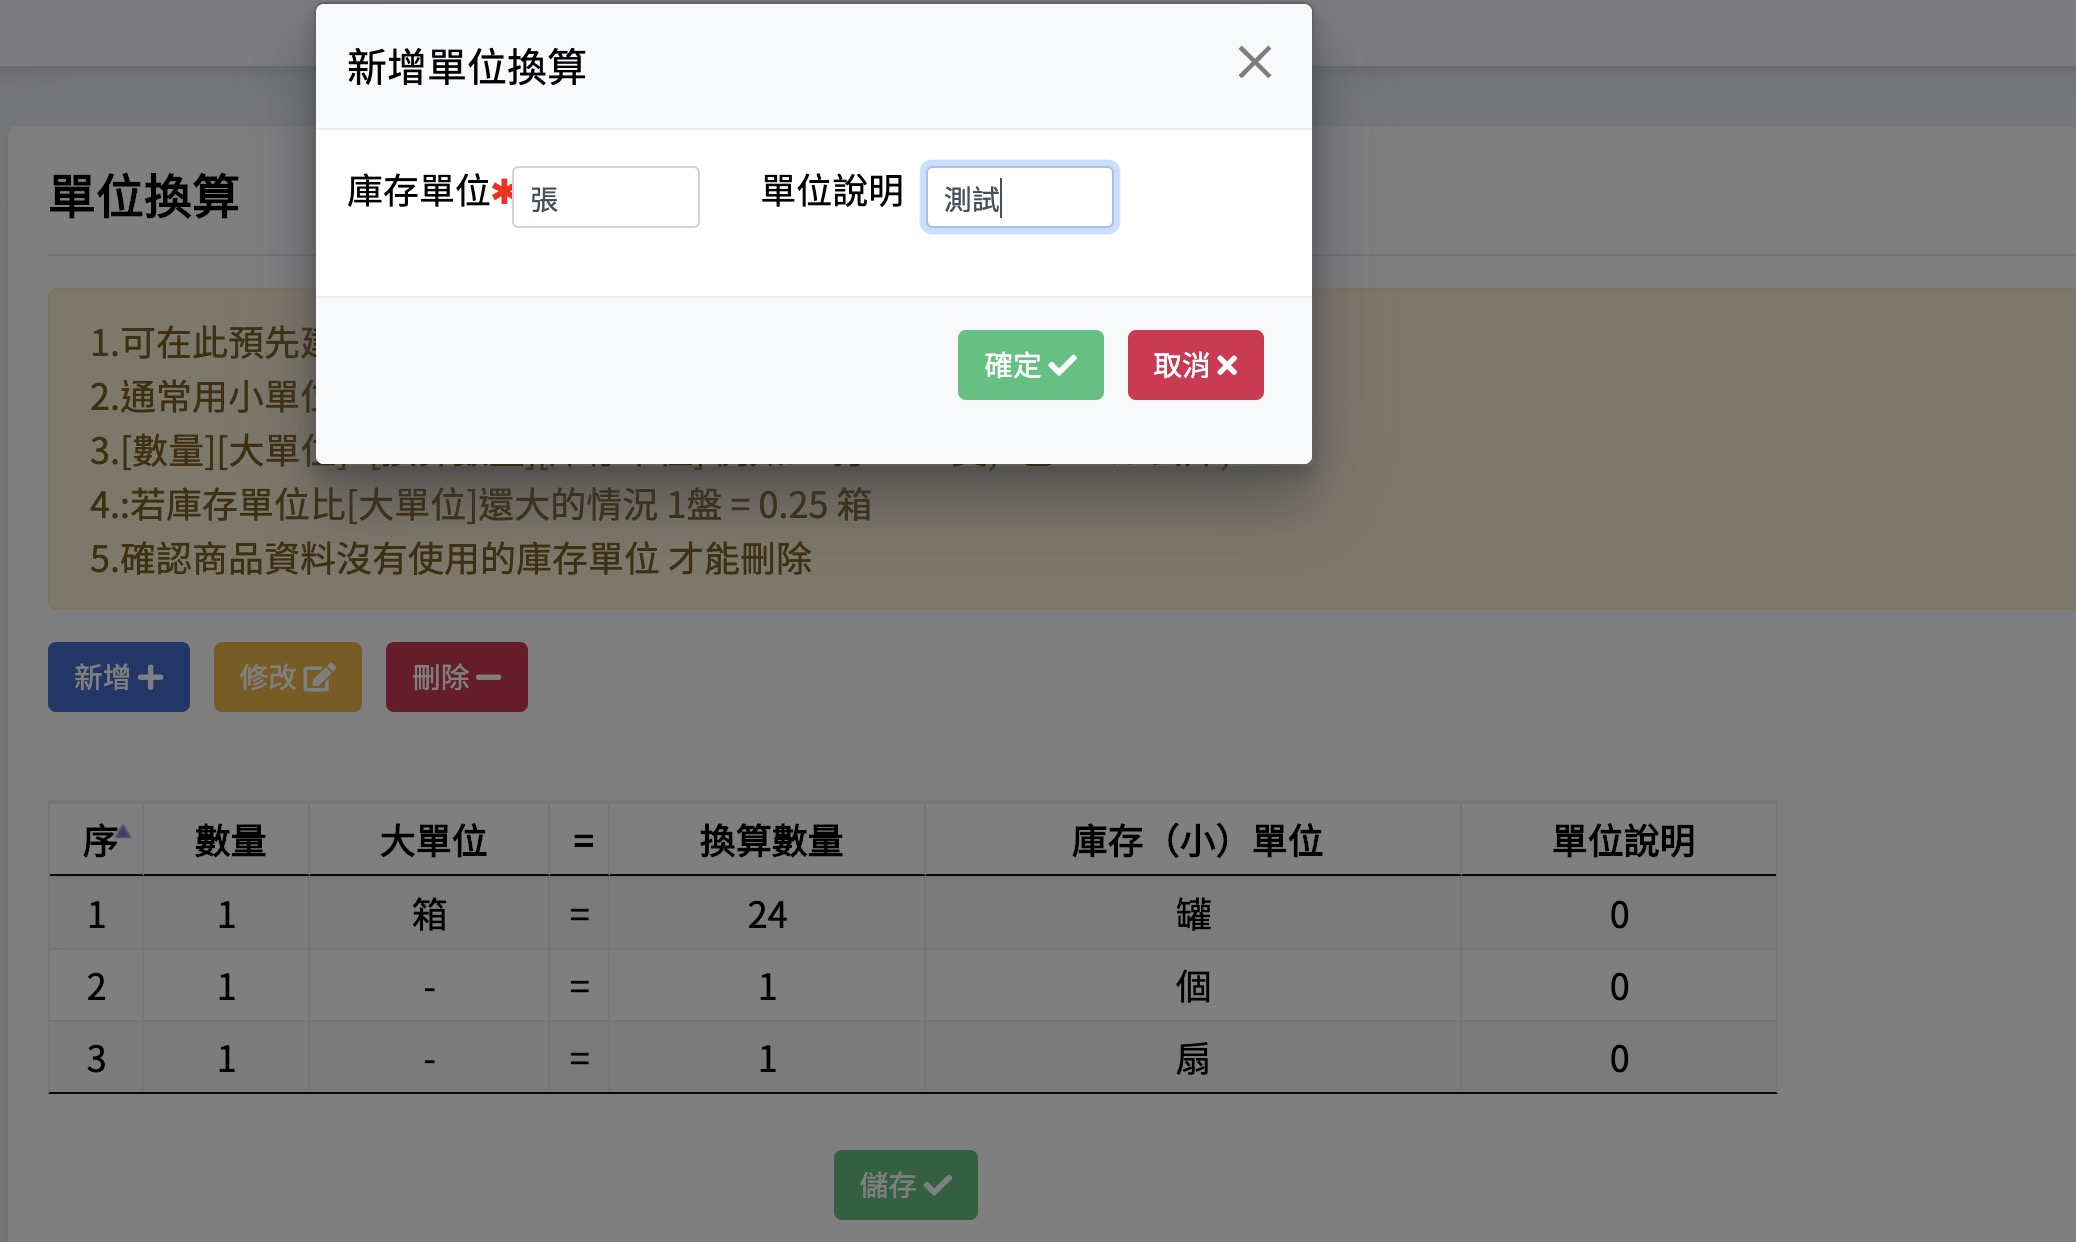 新增單位換算
庫存單位* 張 單位說明 測試
確定
取消
單位換算
1.可在此預先
2.通常用小單位
3.[數量][大單位]
4.:若庫存單位比[大單位]還大的情況 1盤 = 0.25 箱
5.確認商品資料沒有使用的庫存單位 才能刪除
新增
修改
刪除
序 數量 大單位 = 換算數量 庫存（小）單位 單位說明
1 1 箱 = 24 罐 0
2 1 - = 1 個 0
3 1 - = 1 扇 0
儲存